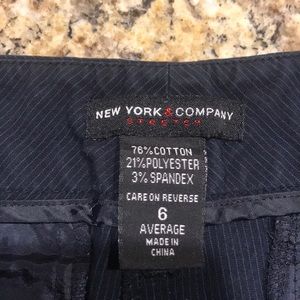 NEW YORK & COMPANY
STRETCH
76% COTTON
21% POLYESTER
3% SPANDEX
CARE ON REVERSE
6
AVERAGE
MADE IN
CHINA